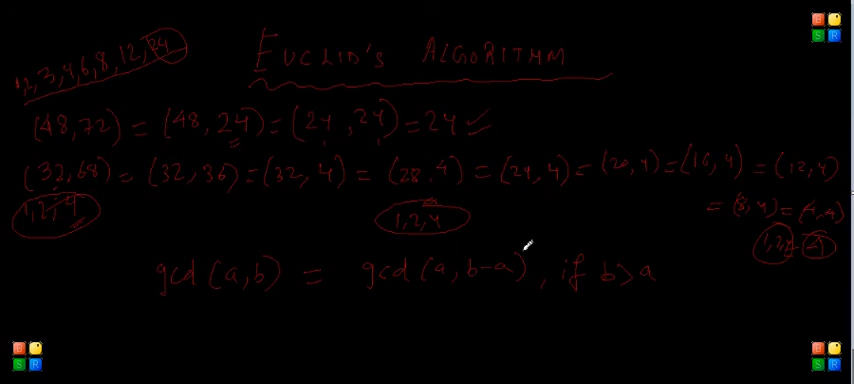 EUCLID'S ALGORITHM
1,2,3,4,6,8,12,24
(48,72) = (48,24) = (24,24) = 24 ✓
(32,68) = (32,36) = (32,4) = (28,4) = (24,4) = (20,4) = (16,4) = (12,4)
= (8,4) = (4,4)
1,2,4
1,2,4
1,2,4 = 4
gcd(a,b) = gcd(a, b-a), if b>a
B
S R
B
S R
B
S R